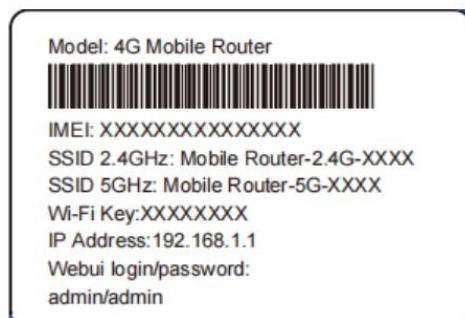 Model: 4G Mobile Router
IMEI: XXXXXXXXXXXXXXX
SSID 2.4GHz: Mobile Router-2.4G-XXXX
SSID 5GHz: Mobile Router-5G-XXXX
Wi-Fi Key:XXXXXXXX
IP Address:192.168.1.1
Webui login/password:
admin/admin